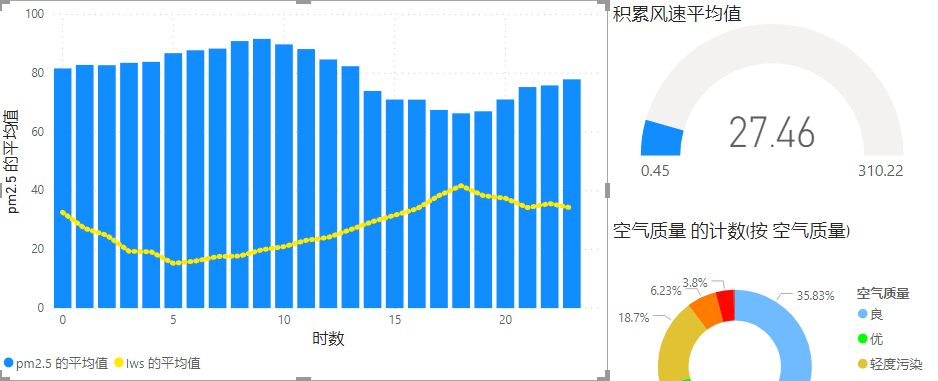 100
80
60
40
20
0
pm2.5 的平均值
0
5
10
15
20
时数
pm2.5 的平均值
Iws 的平均值
积累风速平均值
27.46
0.45
310.22
空气质量 的计数(按 空气质量)
3.8%
6.23%
35.83%
18.7%
空气质量
良
优
轻度污染